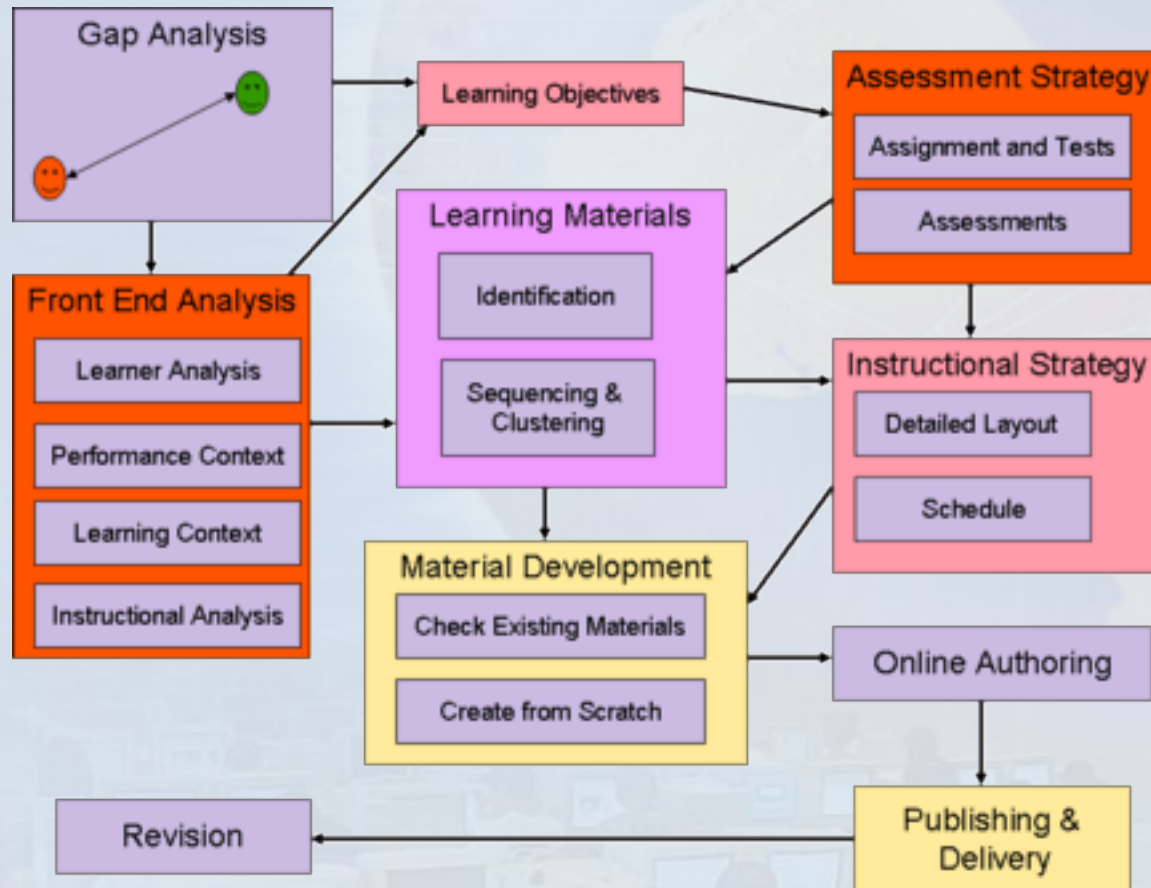 Gap Analysis
Learning Objectives
Assessment Strategy
Assignment and Tests
Assessments
Learning Materials
Identification
Sequencing &
Clustering
Front End Analysis
Learner Analysis
Performance Context
Learning Context
Instructional Analysis
Instructional Strategy
Detailed Layout
Schedule
Material Development
Check Existing Materials
Create from Scratch
Online Authoring
Publishing &
Delivery
Revision